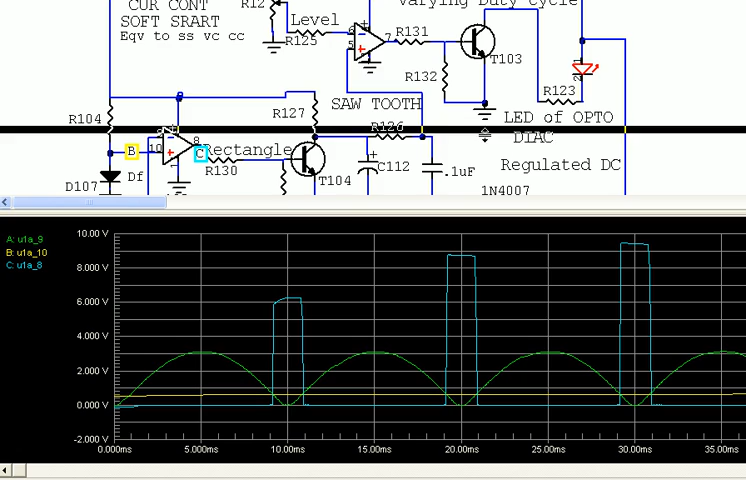 CUR CONT
SOFT SRART
Eqv to ss vc cc
R12
Level
R125
Varying Duty Cycle
R131
7
T103
R132
R123
SAW TOOTH
LED of OPTO
DIAC
R104
R127
R126
B
10
8
C
Rectangle
R130
T104
C112
.1uF
Regulated DC
1N4007
D107
Df
A: u1a_9
B: u1a_10
C: u1a_8
10.00 V
8.000 V
6.000 V
4.000 V
2.000 V
0.000 V
-2.000 V
0.000ms
5.000ms
10.00ms
15.00ms
20.00ms
25.00ms
30.00ms
35.00ms